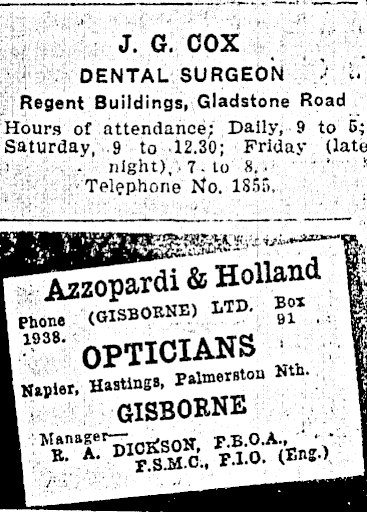 J. G. COX
DENTAL SURGEON
Regent Buildings, Gladstone Road
Hours of attendance; Daily, 9 to 5;
Saturday, 9 to 12.30; Friday (late
night), 7 to 8.
Telephone No. 1855.
Azzopardi & Holland
Phone 1938.
(GISBORNE) LTD.
Box 91
OPTICIANS
Napier, Hastings, Palmerston Nth.
GISBORNE
Manager—
R. A. DICKSON, F.B.O.A.,
F.S.M.C., F.I.O. (Eng.)